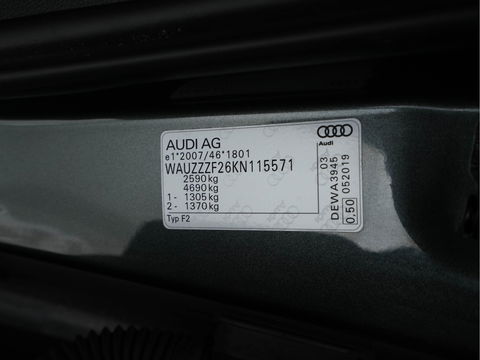 AUDI AG
e1*2007/46*1801
WAUZZZF26KN115571
2590 kg
4690 kg
1- 1305 kg
2- 1370 kg
Typ F2
Audi
03
DEWA3945
0,50 052019